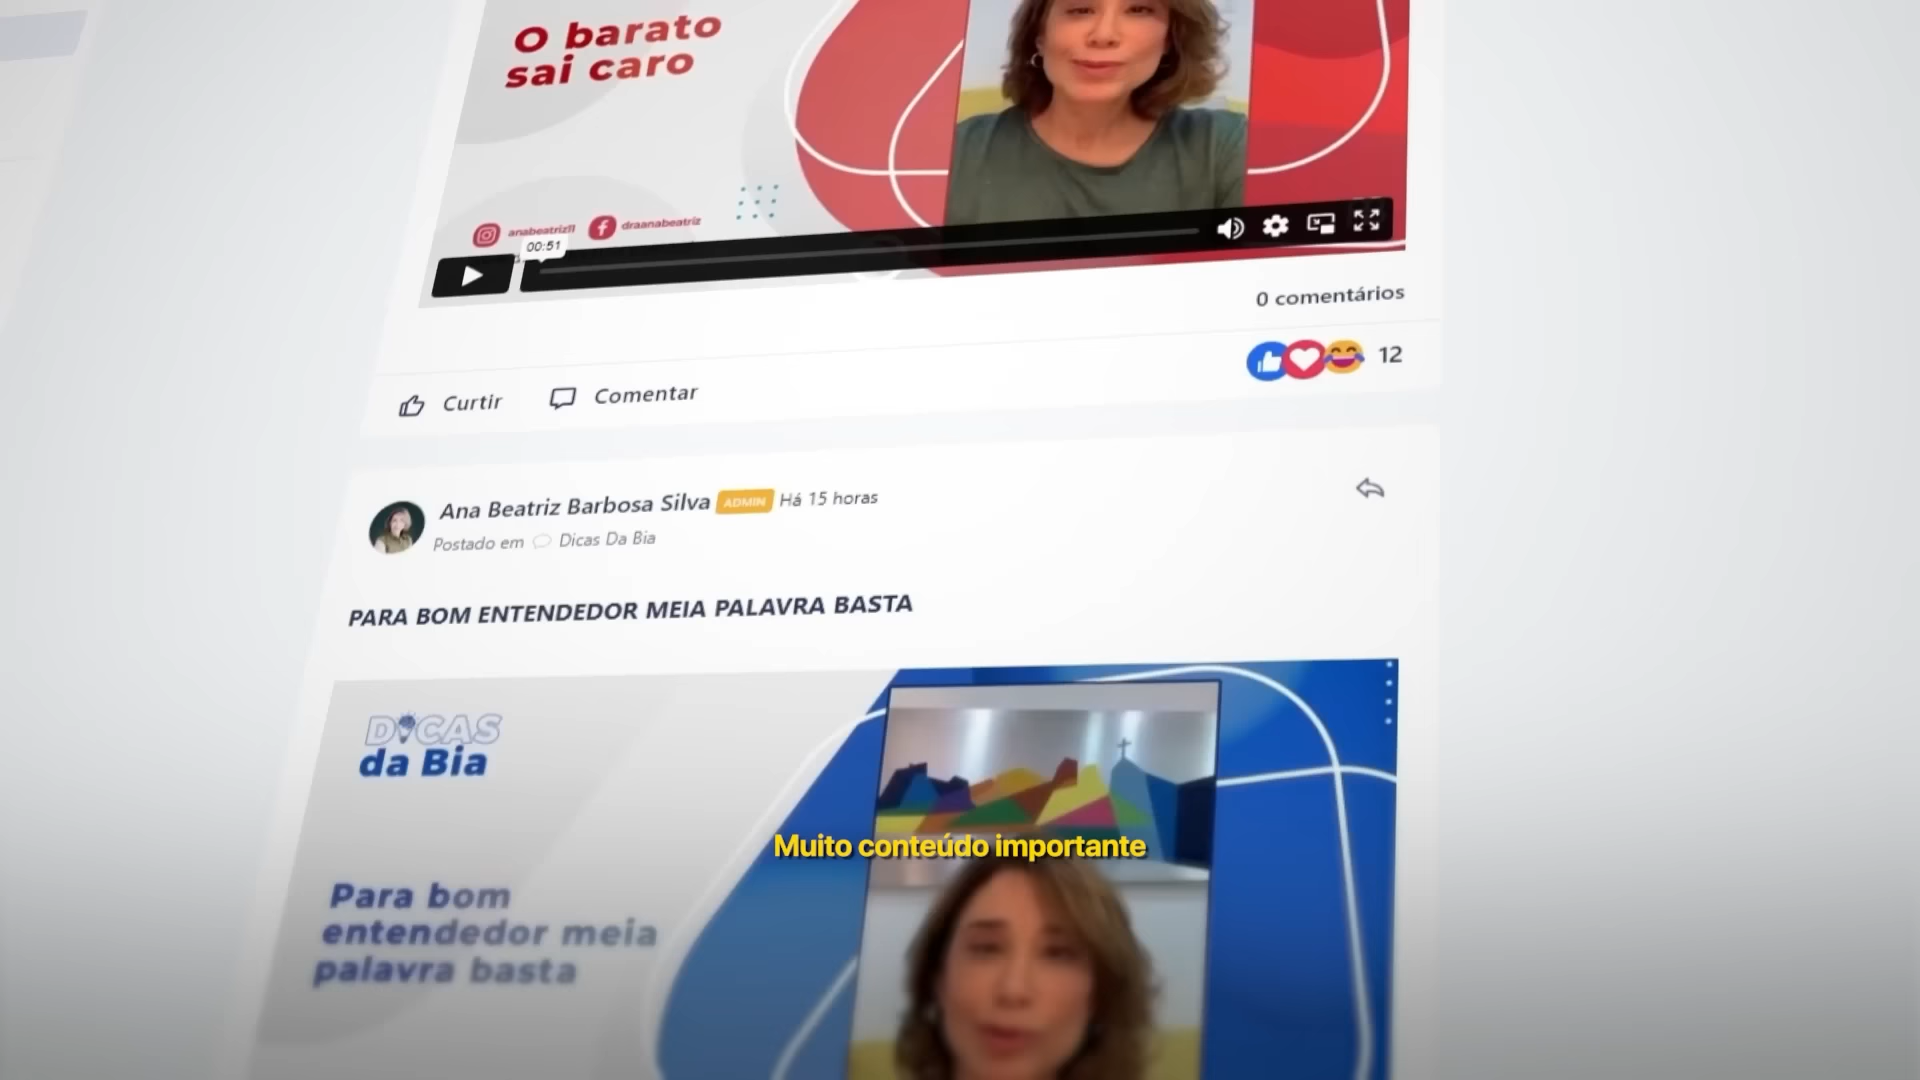 O barato
sai caro
anabeatriz11
draanabeatriz
00:51
0 comentários
12
Curtir
Comentar
Ana Beatriz Barbosa Silva ADMIN Há 15 horas
Postado em Dicas Da Bia
PARA BOM ENTENDEDOR MEIA PALAVRA BASTA
DICAS
da Bia
Muito conteúdo importante
Para bom
entendedor meia
palavra basta